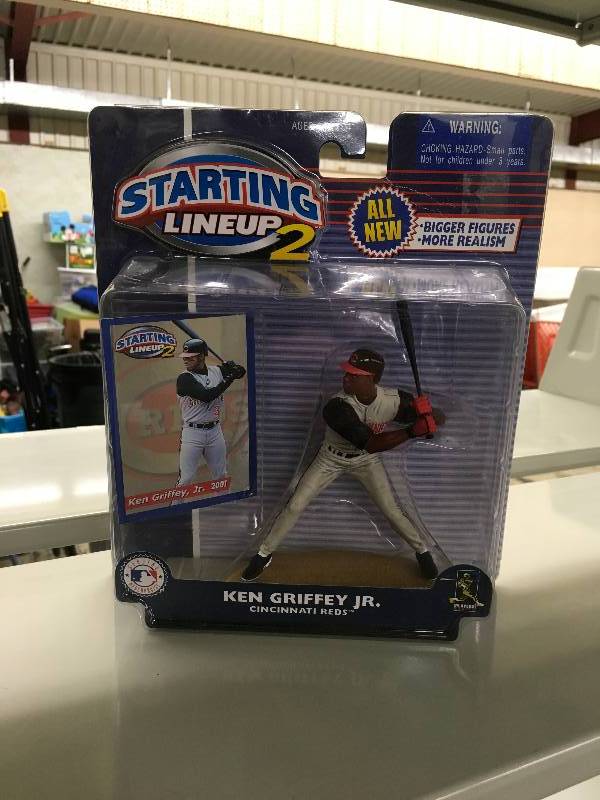 WARNING:
CHOKING HAZARD-Small parts.
Not for children under 3 years.
STARTING
LINEUP 2
ALL
NEW
•BIGGER FIGURES
•MORE REALISM
STARTING
LINEUP 2
REDS
Ken Griffey, Jr. 2001
KEN GRIFFEY JR.
CINCINNATI REDS™